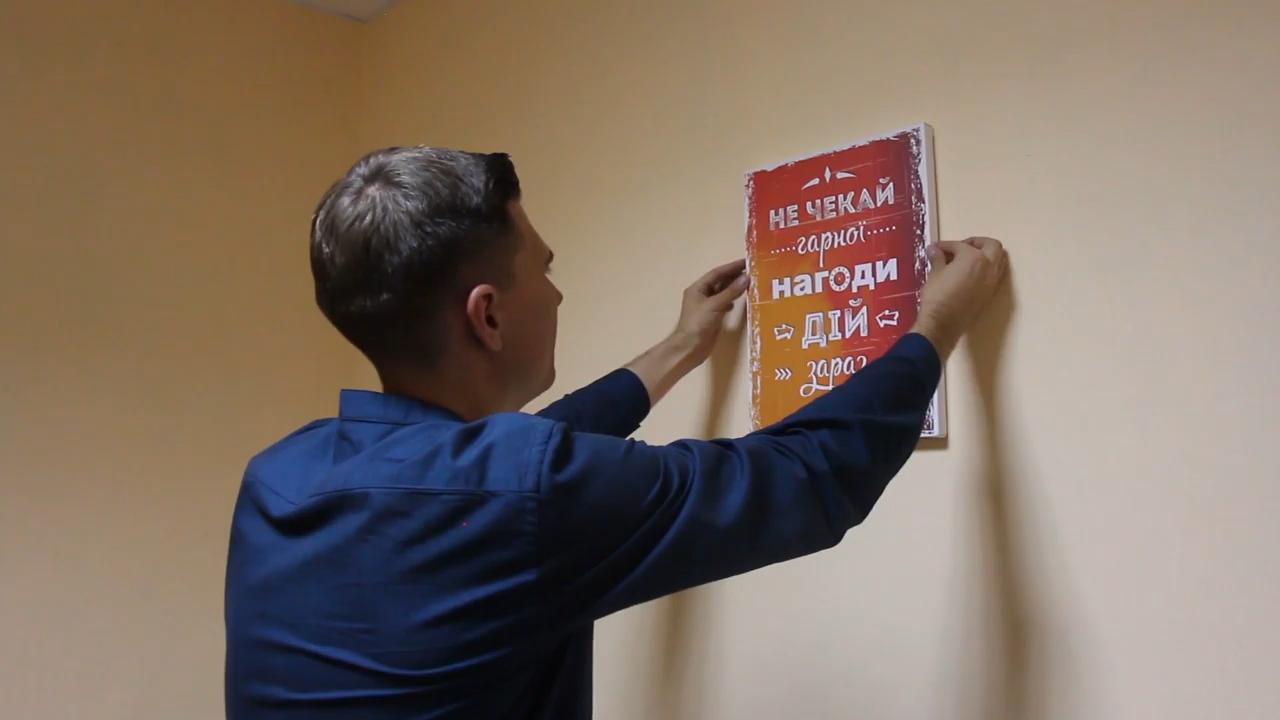 НЕ ЧЕКАЙ
гарної
нагоди
ДІЙ
зараз